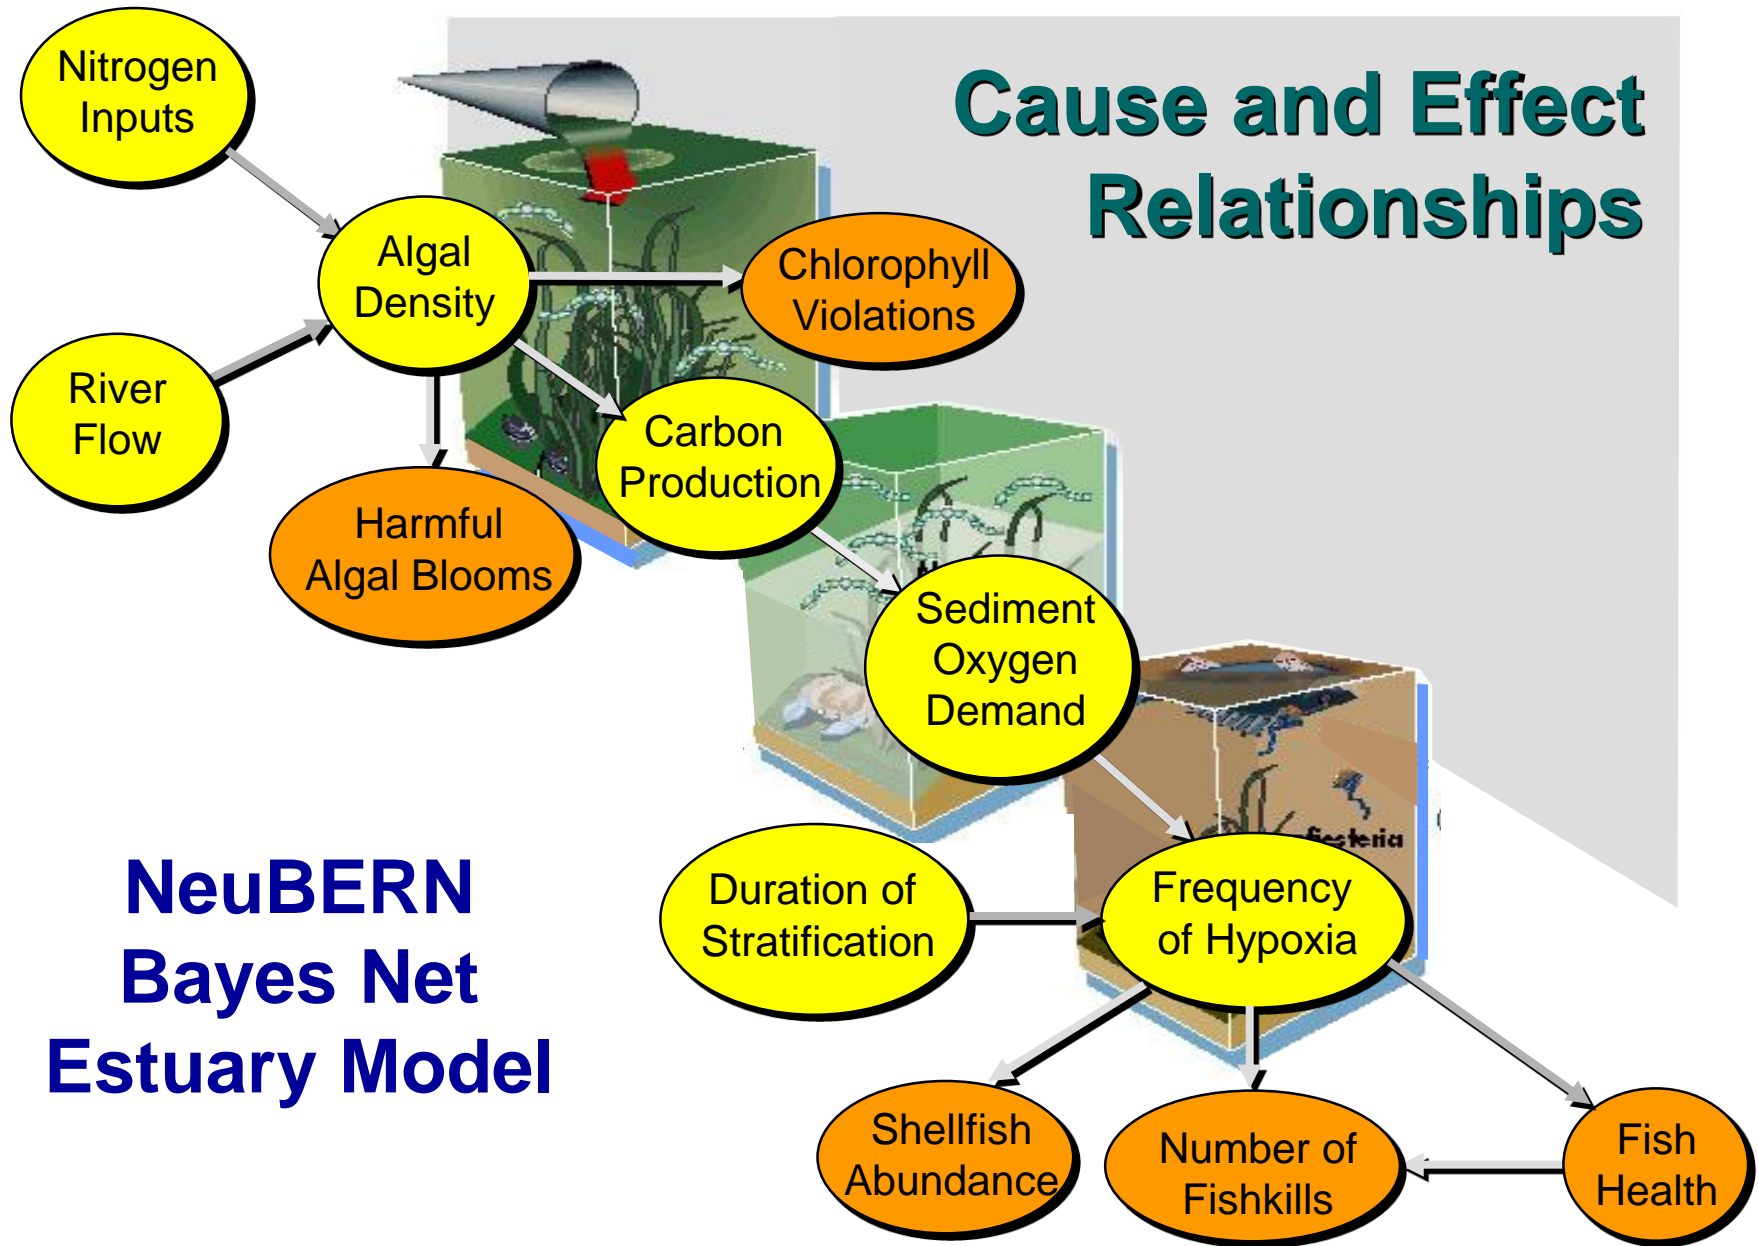 Cause and Effect
Relationships
Nitrogen
Inputs
Algal
Density
Chlorophyll
Violations
River
Flow
Carbon
Production
Harmful
Algal Blooms
Sediment
Oxygen
Demand
Duration of
Stratification
Frequency
of Hypoxia
NeuBERN
Bayes Net
Estuary Model
Shellfish
Abundance
Number of
Fishkills
Fish
Health